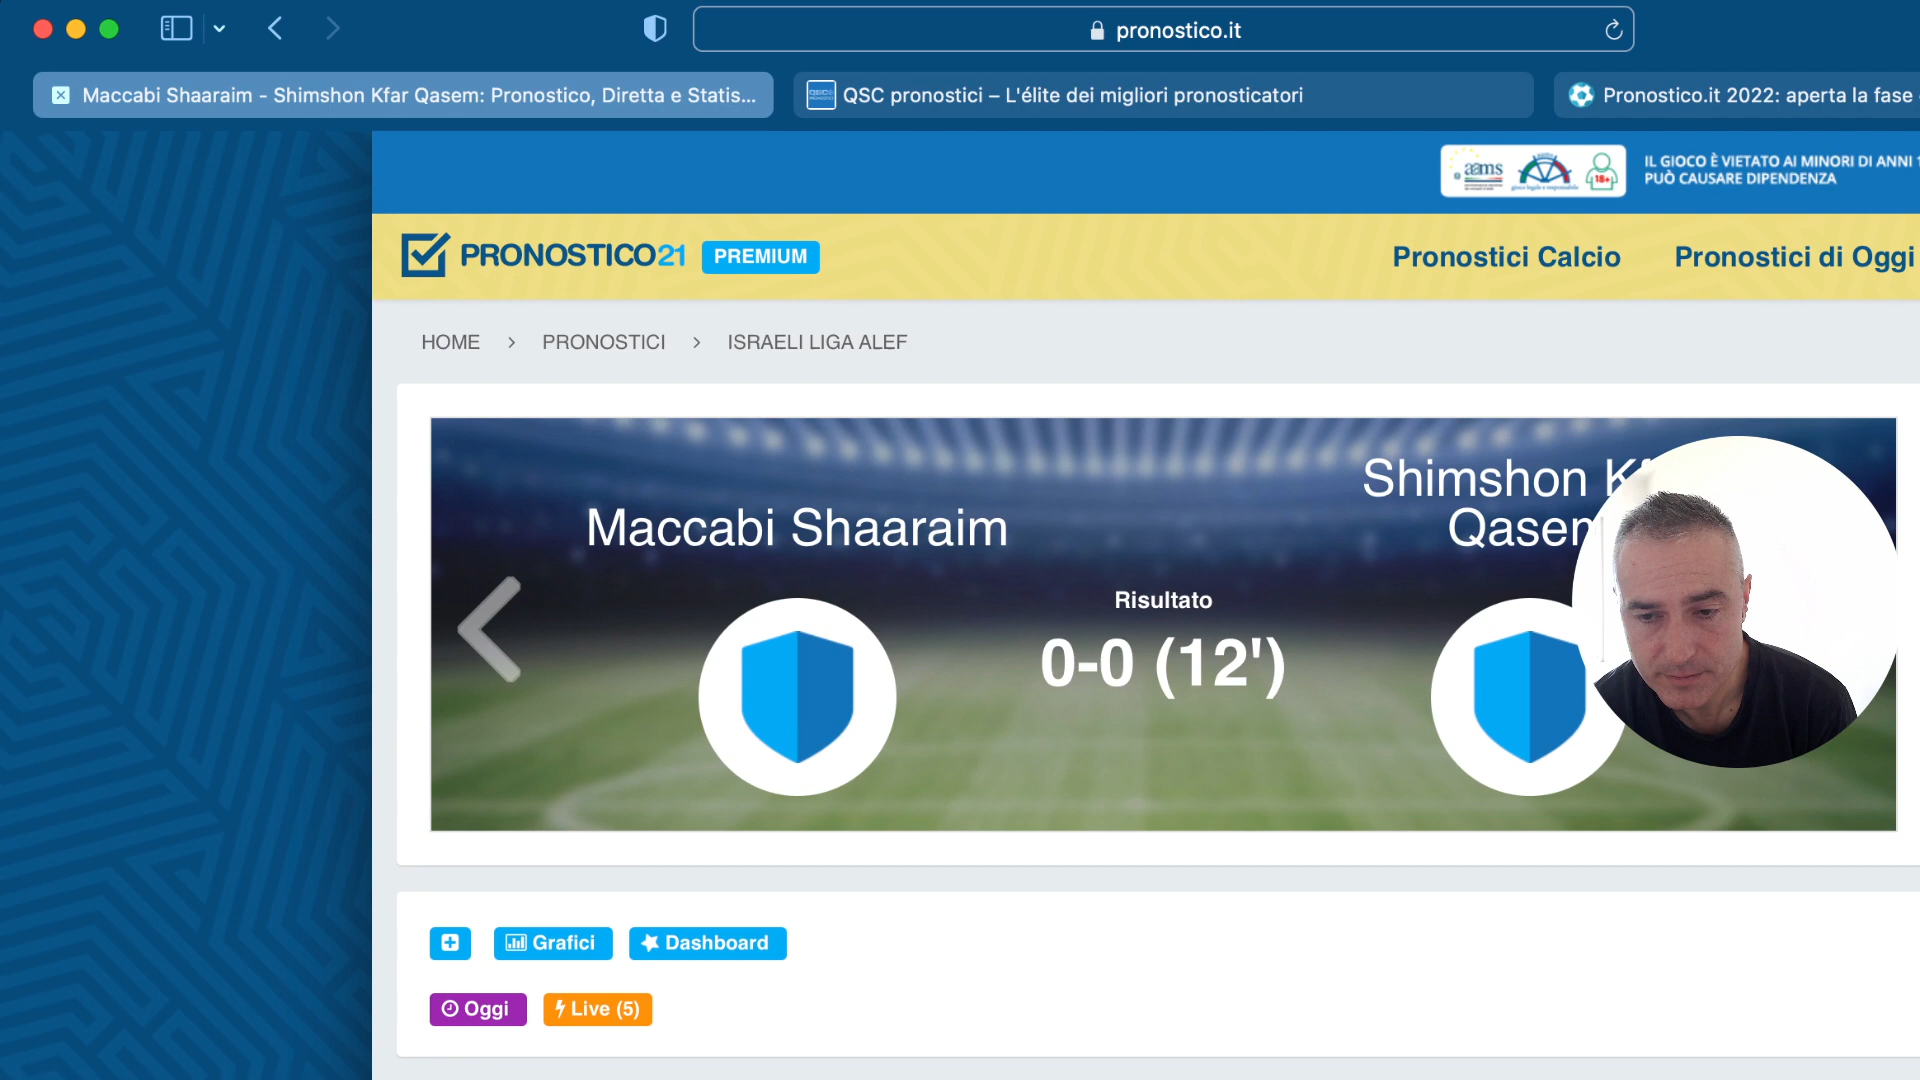 pronostico.it
Maccabi Shaaraim - Shimshon Kfar Qasem: Pronostico, Diretta e Statis...
QSC pronostici – L'élite dei migliori pronosticatori
Pronostico.it 2022: aperta la fase
aams
18+
IL GIOCO È VIETATO AI MINORI DI ANNI
PUÒ CAUSARE DIPENDENZA
PRONOSTICO21 PREMIUM
Pronostici Calcio
Pronostici di Oggi
HOME > PRONOSTICI > ISRAELI LIGA ALEF
Shimshon
Maccabi Shaaraim
Qasem
Risultato
0-0 (12')
Grafici
Dashboard
Oggi
Live (5)